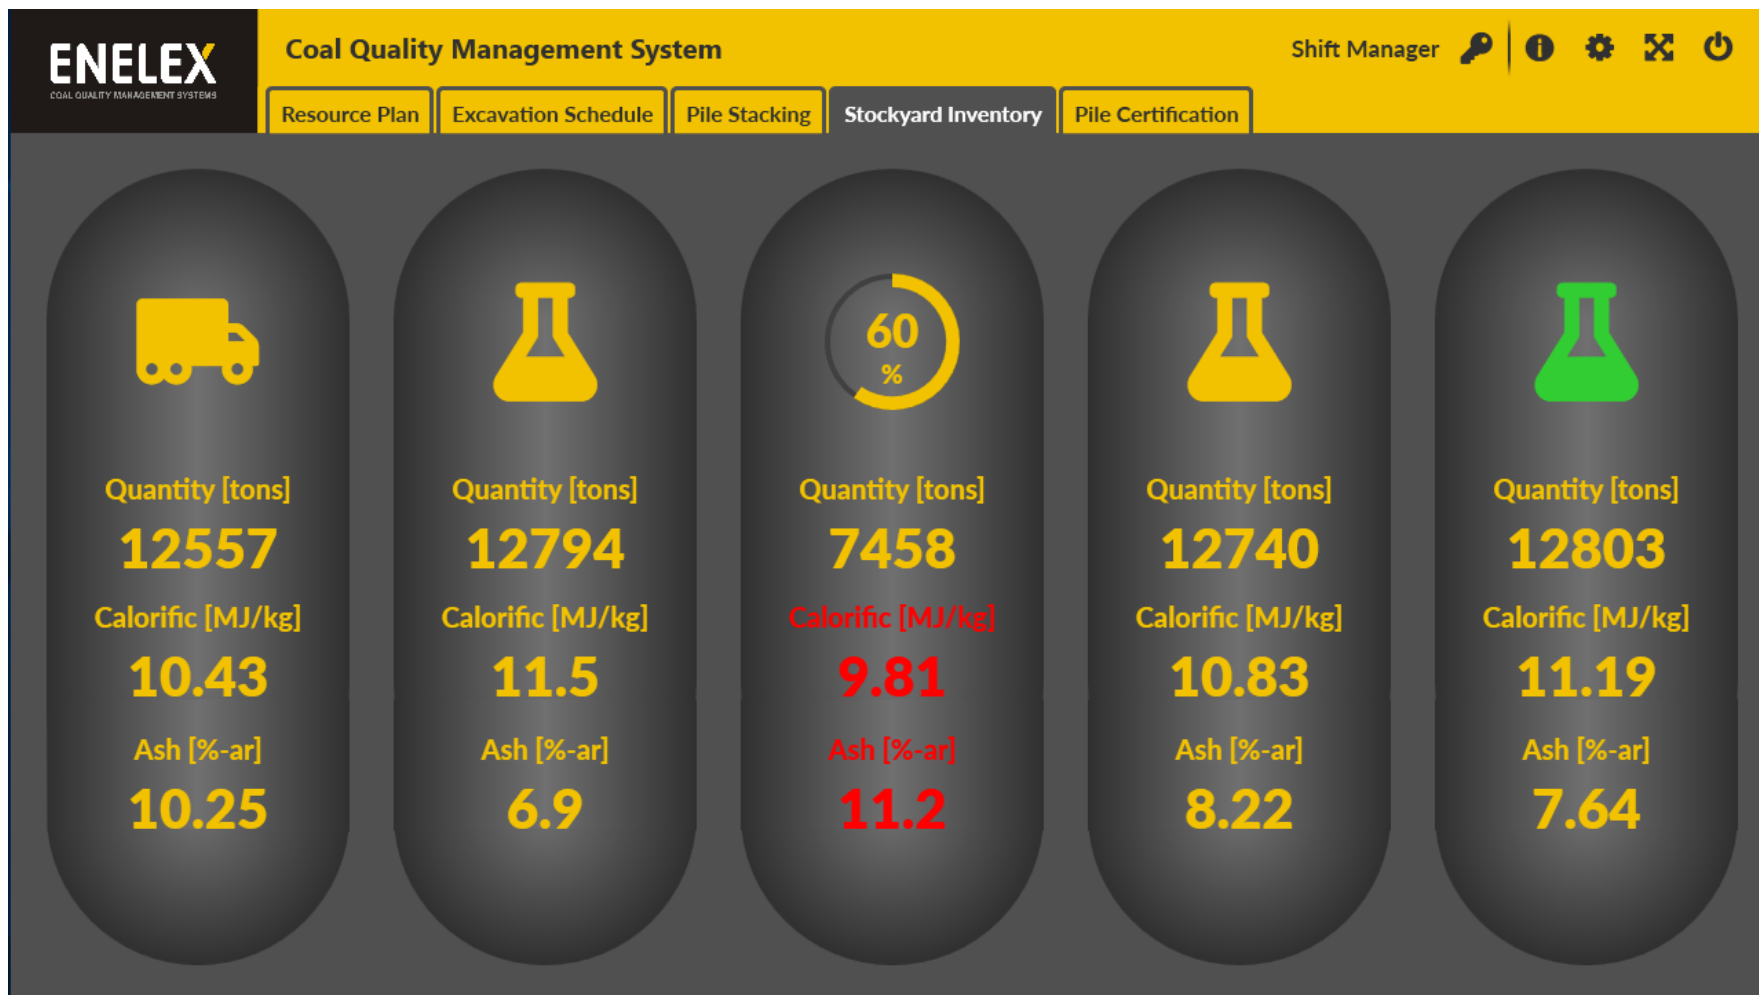 ENELEX
COAL QUALITY MANAGEMENT SYSTEMS
Coal Quality Management System
Shift Manager
Resource Plan
Excavation Schedule
Pile Stacking
Stockyard Inventory
Pile Certification
Quantity [tons]
12557
Calorific [MJ/kg]
10.43
Ash [%-ar]
10.25
Quantity [tons]
12794
Calorific [MJ/kg]
11.5
Ash [%-ar]
6.9
60
%
Quantity [tons]
7458
Calorific [MJ/kg]
9.81
Ash [%-ar]
11.2
Quantity [tons]
12740
Calorific [MJ/kg]
10.83
Ash [%-ar]
8.22
Quantity [tons]
12803
Calorific [MJ/kg]
11.19
Ash [%-ar]
7.64